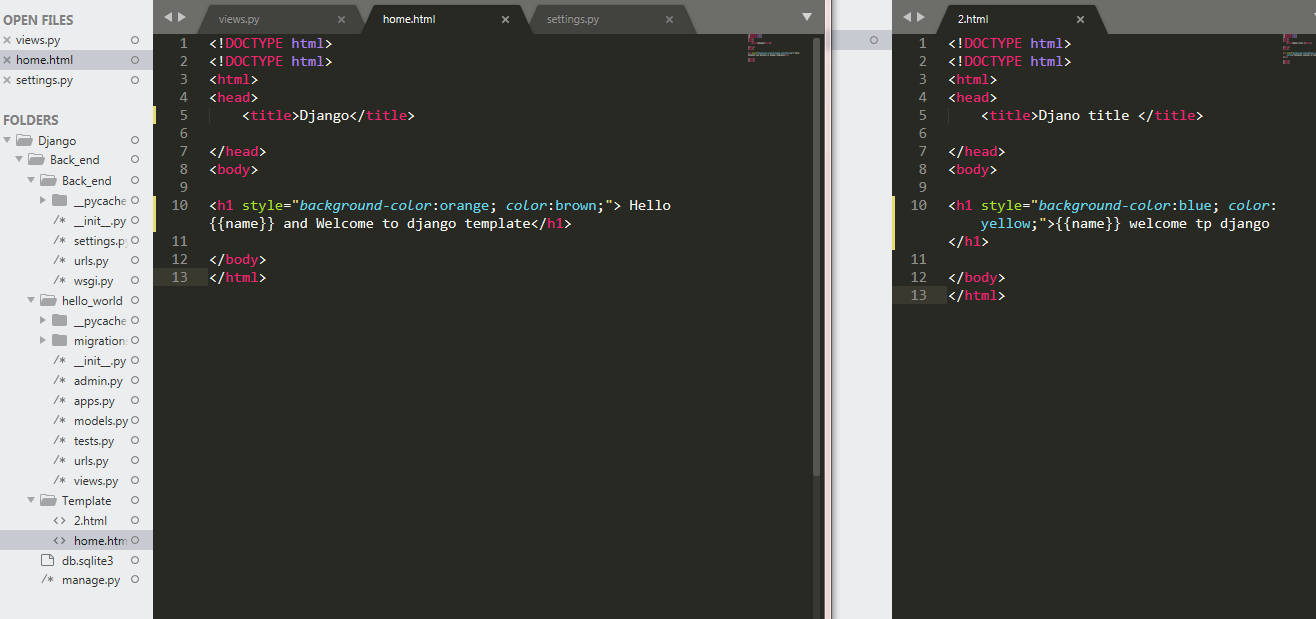 OPEN FILES
views.py
home.html
settings.py
FOLDERS
Django
Back_end
Back_end
__pycache
__init__.py
settings.py
urls.py
wsgi.py
hello_world
__pycache
migration
__init__.py
admin.py
apps.py
models.py
tests.py
urls.py
views.py
Template
2.html
home.htm
db.sqlite3
manage.py
views.py home.html settings.py
1 <!DOCTYPE html>
2 <!DOCTYPE html>
3 <html>
4 <head>
5 <title>Django</title>
6
7 </head>
8 <body>
9
10 <h1 style="background-color:orange; color:brown;"> Hello
{{name}} and Welcome to django template</h1>
11
12 </body>
13 </html>
2.html
1 <!DOCTYPE html>
2 <!DOCTYPE html>
3 <html>
4 <head>
5 <title>Djano title </title>
6
7 </head>
8 <body>
9
10 <h1 style="background-color:blue; color:
yellow;">{{name}} welcome tp django
</h1>
11
12 </body>
13 </html>